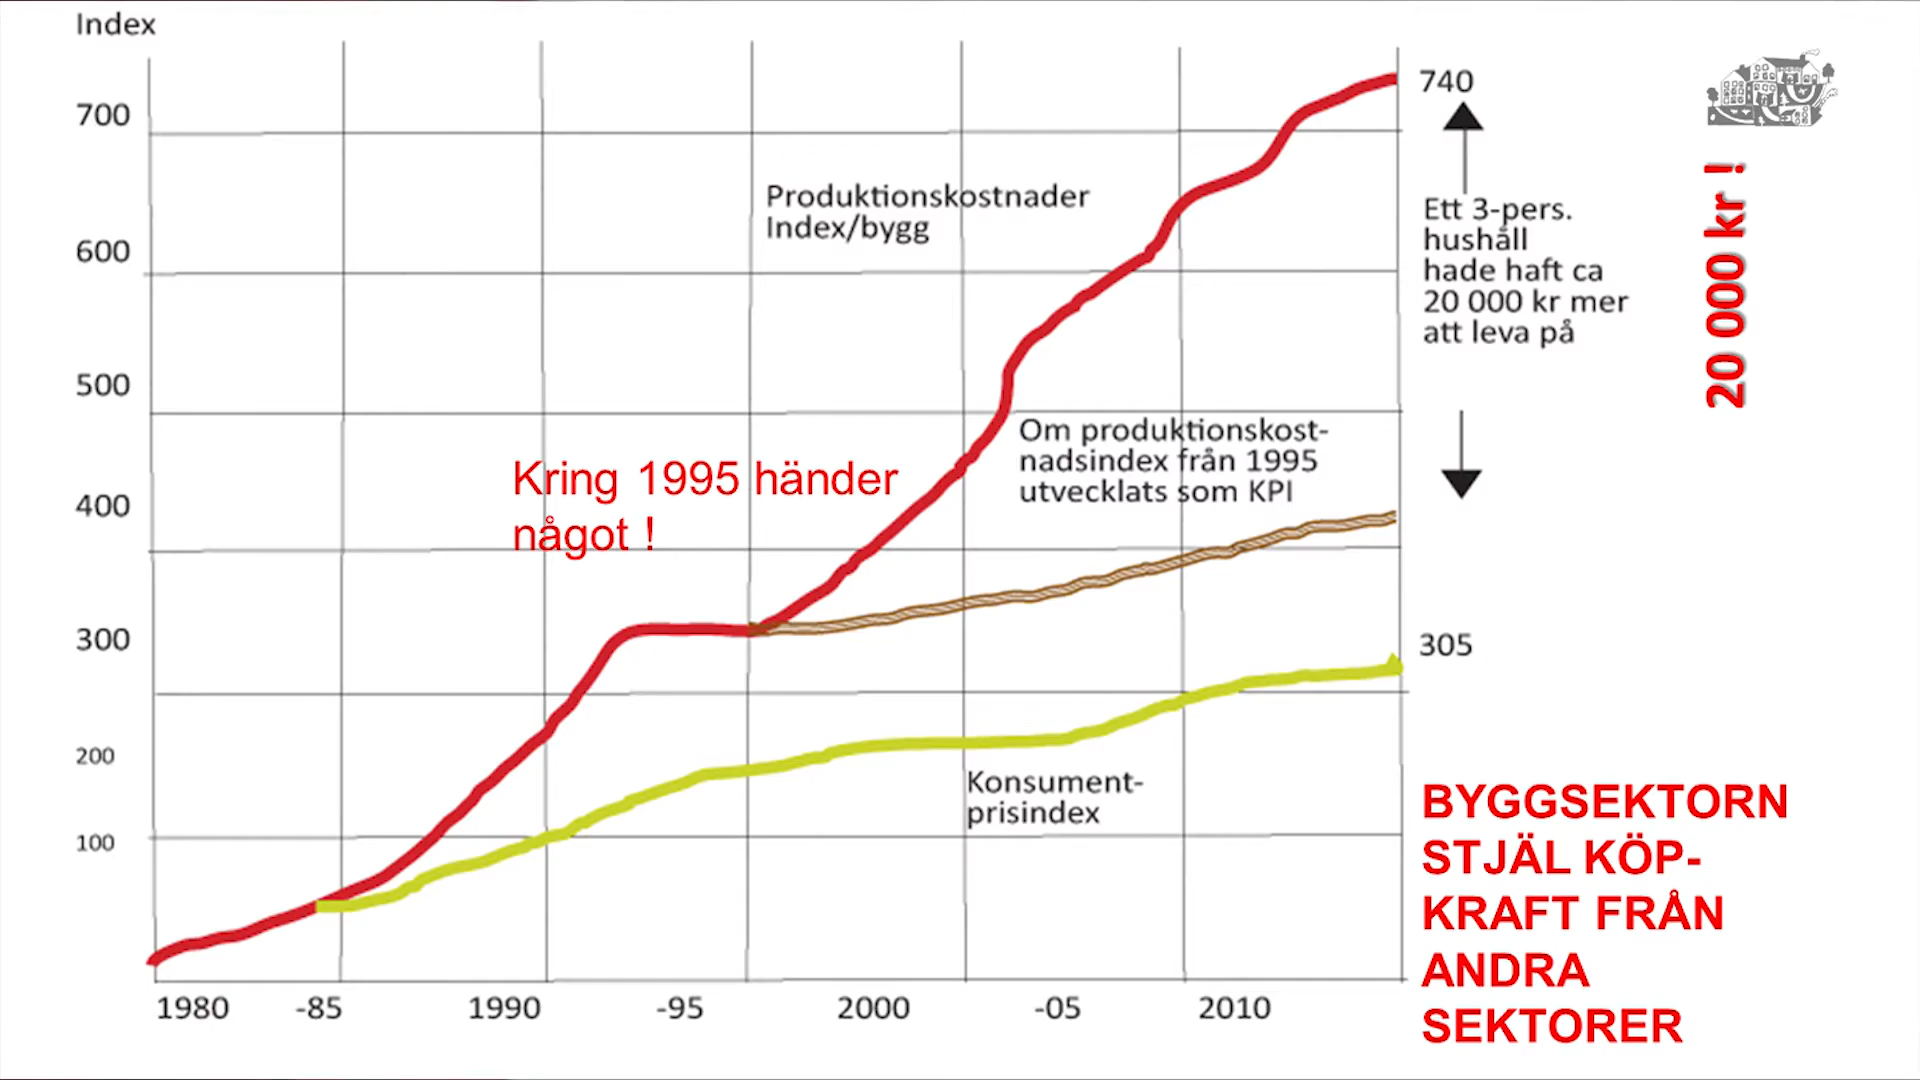 Index
700
600
500
400
300
200
100
1980
-85
1990
-95
2000
-05
2010
Produktionskostnader
Index/bygg
Kring 1995 händer
något !
Om produktionskost-
nadsindex från 1995
utvecklats som KPI
Konsument-
prisindex
740
Ett 3-pers.
hushåll
hade haft ca
20 000 kr mer
att leva på
305
20 000 kr !
BYGGSEKTORN
STJÄL KÖP-
KRAFT FRÅN
ANDRA
SEKTORER